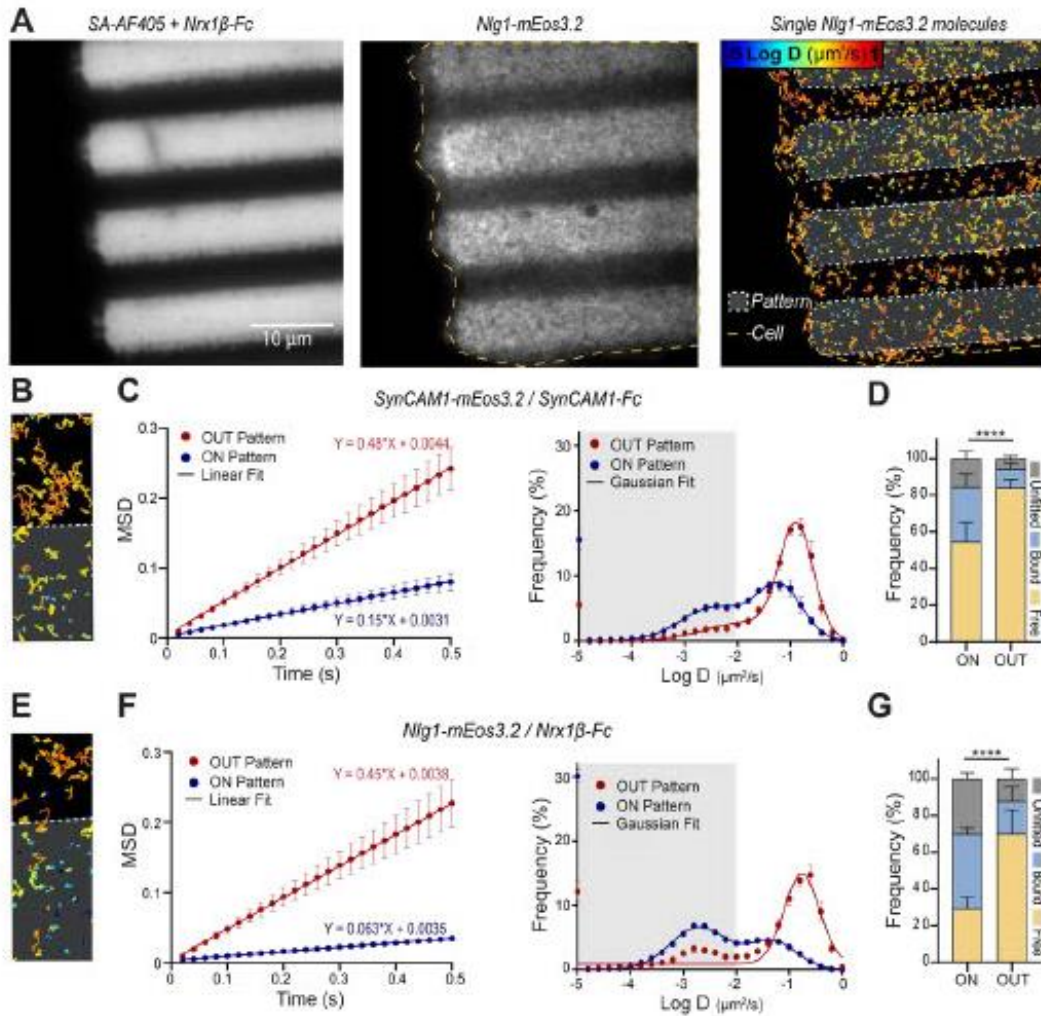 A
SA-AF405 + Nrx1β-Fc
Nlg1-mEos3.2
Single Nlg1-mEos3.2 molecules
Log D (μm²/s)
10 μm
Pattern
Cell
B
C
SynCAM1-mEos3.2 / SynCAM1-Fc
D
OUT Pattern
ON Pattern
Linear Fit
Y = 0.48*X + 0.0044
Y = 0.15*X + 0.0031
MSD
0.3
0.2
0.1
0
0.1 0.2 0.3 0.4 0.5
Time (s)
OUT Pattern
ON Pattern
Gaussian Fit
Frequency (%)
30
20
10
0
-5 -4 -3 -2 -1 0
Log D (μm²/s)
****
100
80
60
40
20
0
ON OUT
Unfitted
Bound
Free
E
F
Nlg1-mEos3.2 / Nrx1β-Fc
G
OUT Pattern
ON Pattern
Linear Fit
Y = 0.45*X + 0.0038
Y = 0.063*X + 0.0035
MSD
0.3
0.2
0.1
0
0.1 0.2 0.3 0.4 0.5
Time (s)
OUT Pattern
ON Pattern
Gaussian Fit
Frequency (%)
30
20
10
0
-5 -4 -3 -2 -1 0
Log D (μm²/s)
****
100
80
60
40
20
0
ON OUT
Bound
Free